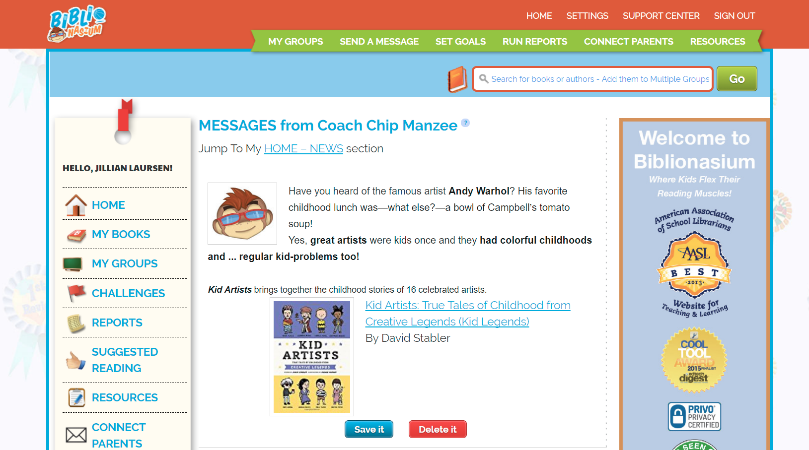 BiBLiO
NASIUM
HOME SETTINGS SUPPORT CENTER SIGN OUT
MY GROUPS SEND A MESSAGE SET GOALS RUN REPORTS CONNECT PARENTS RESOURCES
Search for books or authors - Add them to Multiple Groups
Go
HELLO, JILLIAN LAURSEN!
HOME
MY BOOKS
MY GROUPS
CHALLENGES
REPORTS
SUGGESTED
READING
RESOURCES
CONNECT
PARENTS
MESSAGES from Coach Chip Manzee ?
Jump To My HOME – NEWS section
Have you heard of the famous artist Andy Warhol? His favorite
childhood lunch was—what else?—a bowl of Campbell's tomato
soup!
Yes, great artists were kids once and they had colorful childhoods
and ... regular kid-problems too!
Kid Artists brings together the childhood stories of 16 celebrated artists.
KID
ARTISTS
CREATIVE LEGENDS
Kid Artists: True Tales of Childhood from
Creative Legends (Kid Legends)
By David Stabler
Save it Delete it
Welcome to
Biblionasium
Where Kids Flex Their
Reading Muscles!
American Association
of School Librarians
AASL
BEST
2015
Website for
Teaching & Learning
COOL
TOOL
AWARDS
2015 FINALIST
digest
PRIVO
PRIVACY
CERTIFIED
SEEN